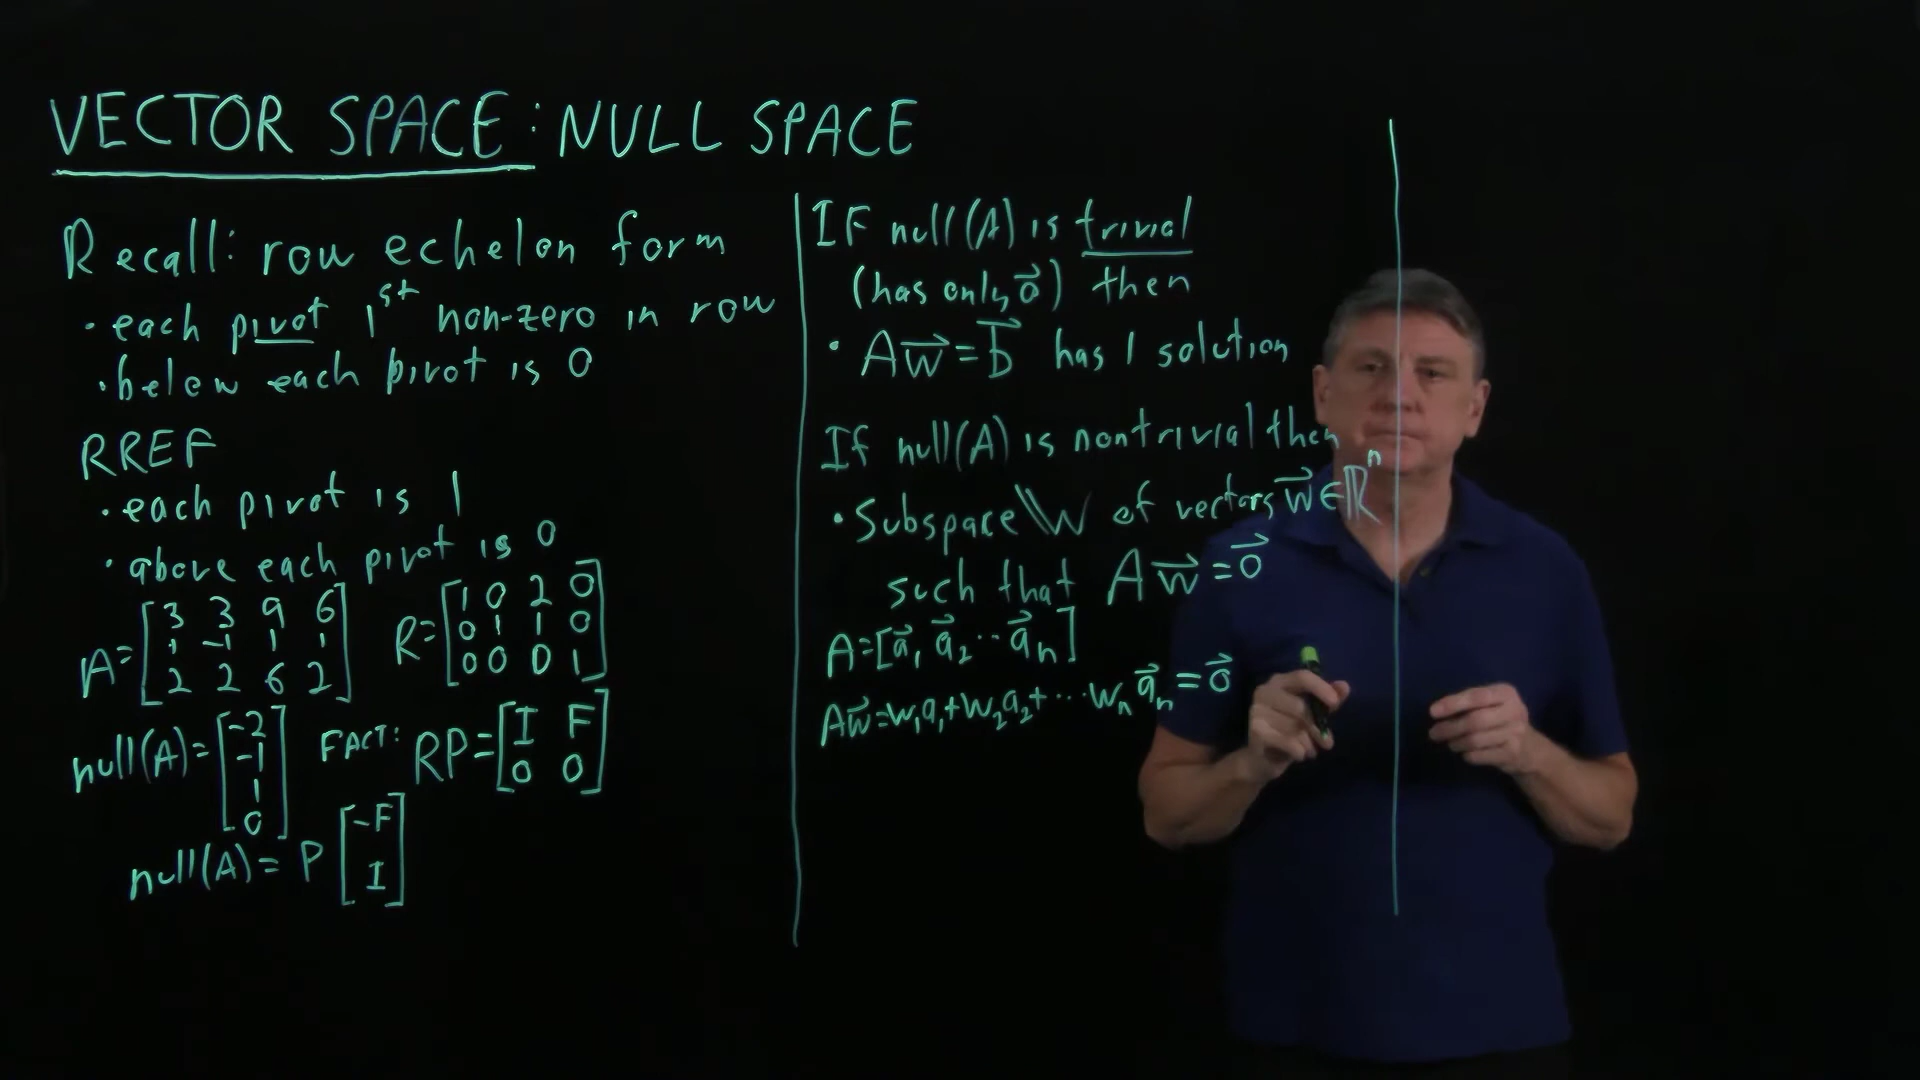 VECTOR SPACE: NULL SPACE
Recall: row echelon form
• each pivot 1st non-zero in row
• below each pivot is 0
RREF
• each pivot is 1
• above each pivot is 0
A = [3 3 9 6
1 -1 1 1
2 2 6 2]
R = [1 0 2 0
0 1 1 0
0 0 0 1]
null(A) = [-2
-1
1
0]
FACT: RP = [I F
0 0]
null(A) = P [-F
I]
IF null(A) is trivial
(has only 0⃗) then
• Aw⃗ = b⃗ has 1 solution
If null(A) is nontrivial then
• Subspace 𝕎 of vectors w⃗ ∈ ℝⁿ
such that Aw⃗ = 0⃗
A = [a⃗₁ a⃗₂ ·· a⃗ₙ]
Aw⃗ = w₁a₁ + w₂a₂ + ··· wₙ a⃗ₙ = 0⃗